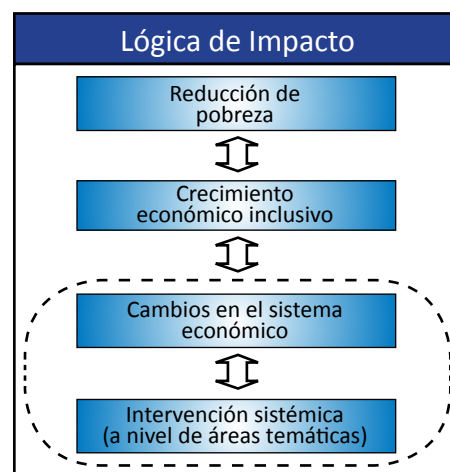 Lógica de Impacto
Reducción de
pobreza
Crecimiento
económico inclusivo
Cambios en el sistema
económico
Intervención sistémica
(a nivel de áreas temáticas)